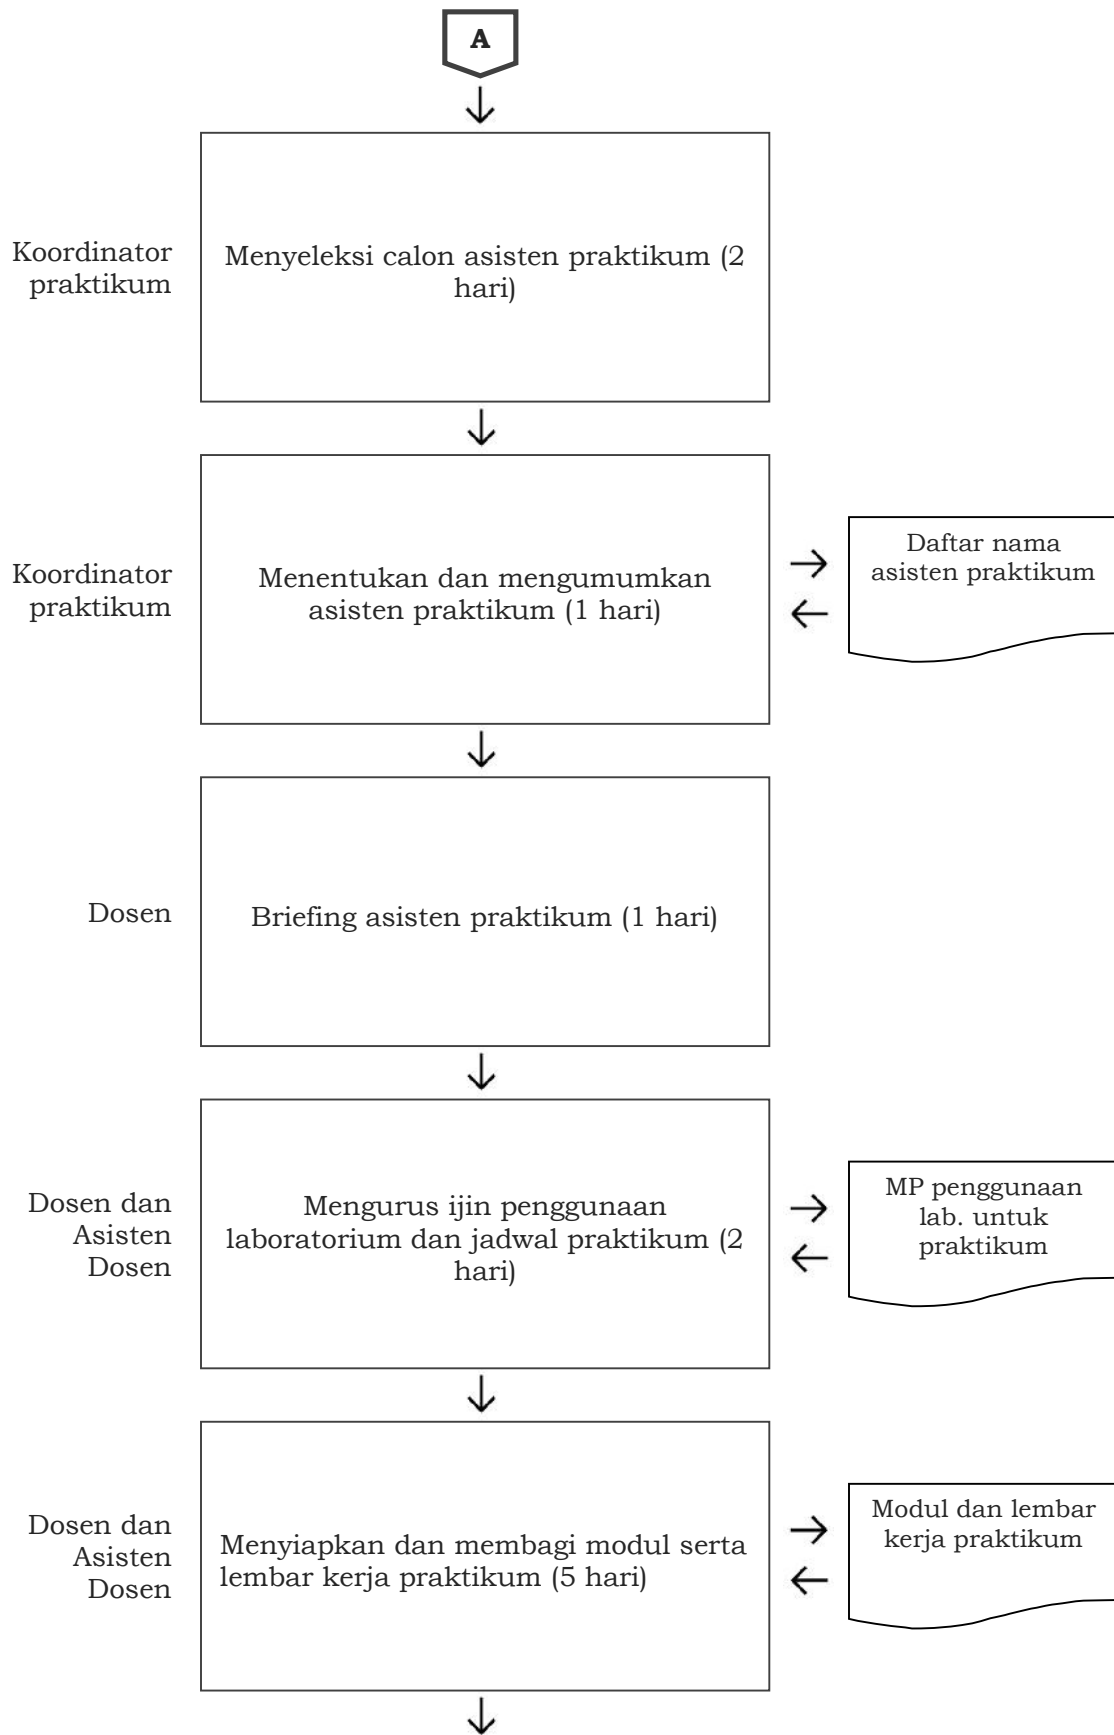 A
Koordinator
praktikum
Menyeleksi calon asisten praktikum (2
hari)
Koordinator
praktikum
Menentukan dan mengumumkan
asisten praktikum (1 hari)
Daftar nama
asisten praktikum
Dosen
Briefing asisten praktikum (1 hari)
Dosen dan
Asisten
Dosen
Mengurus ijin penggunaan
laboratorium dan jadwal praktikum (2
hari)
MP penggunaan
lab. untuk
praktikum
Dosen dan
Asisten
Dosen
Menyiapkan dan membagi modul serta
lembar kerja praktikum (5 hari)
Modul dan lembar
kerja praktikum